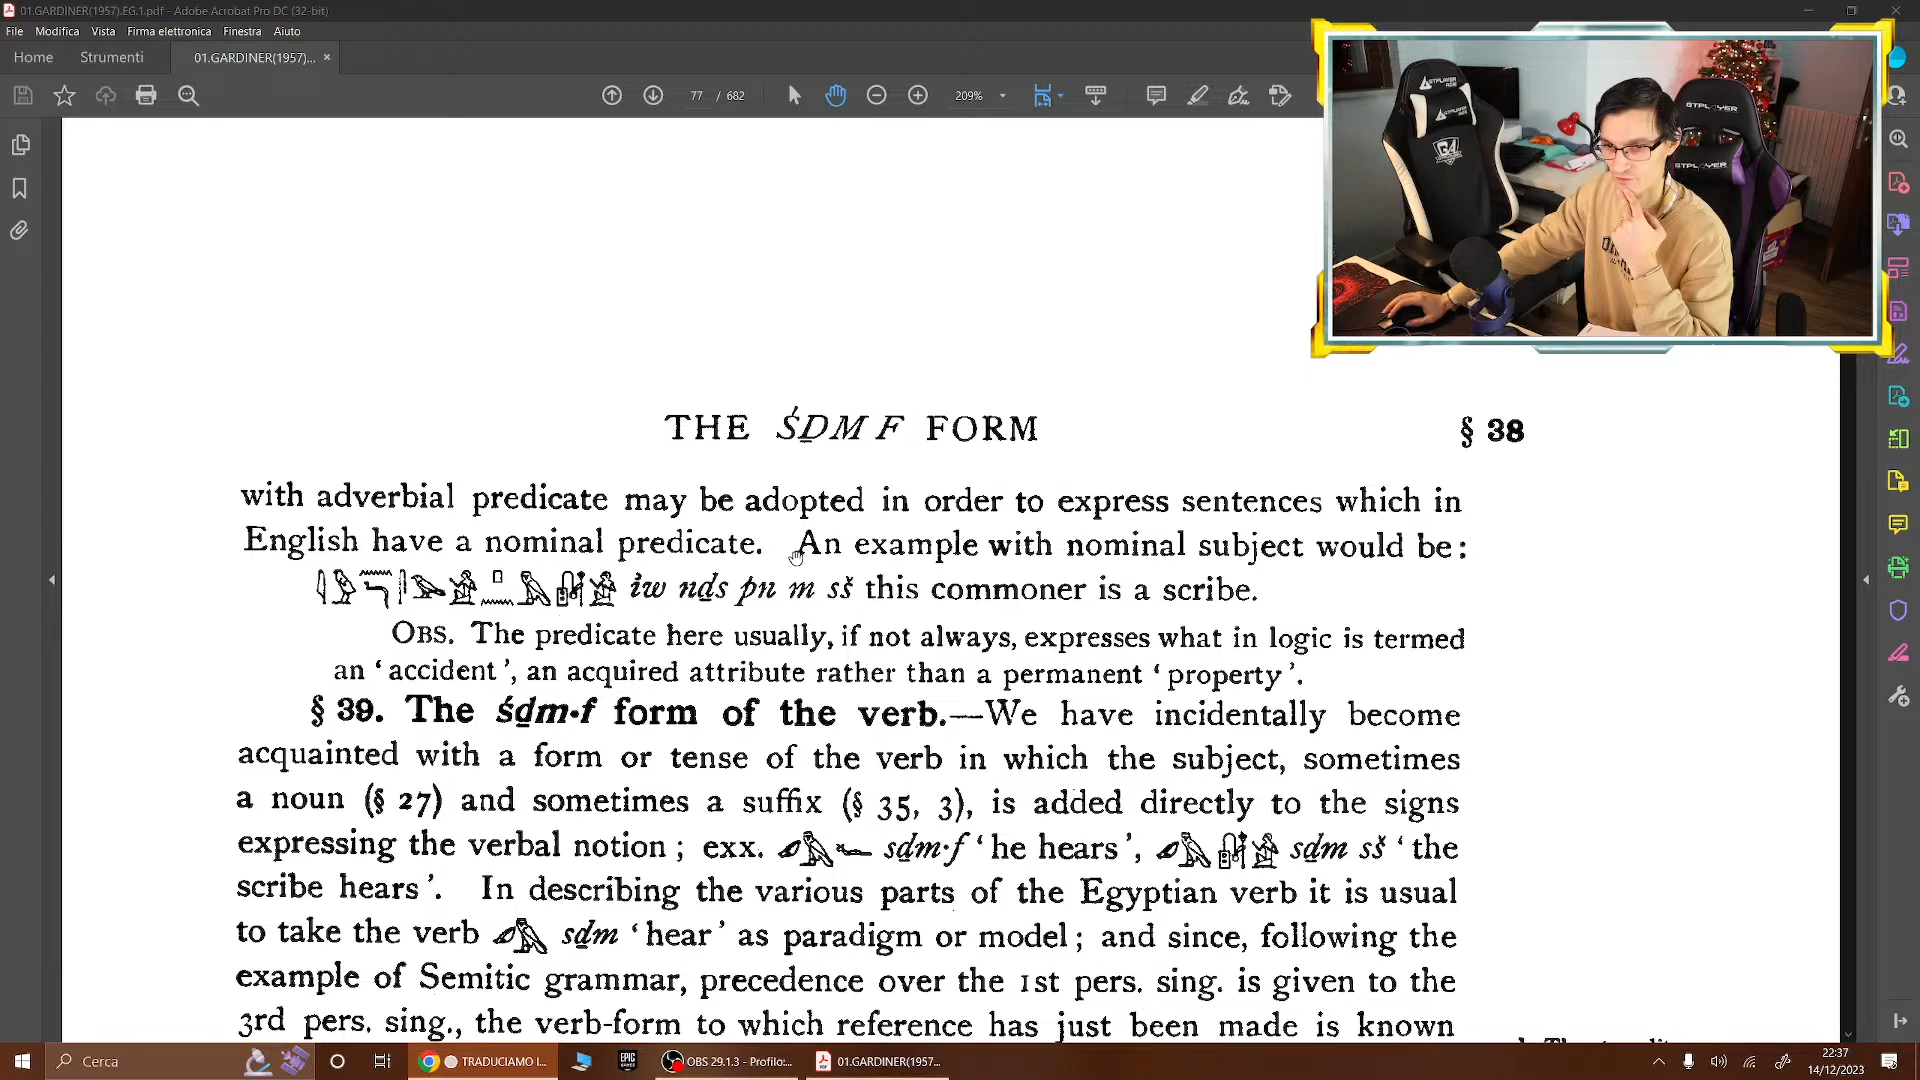 01.GARDINER(1957).EG.1.pdf - Adobe Acrobat Pro DC (32-bit)
File Modifica Vista Firma elettronica Finestra Aiuto
Home Strumenti 01.GARDINER(1957)... ×
77 / 682 209%
THE ŚḎM F FORM § 38
with adverbial predicate may be adopted in order to express sentences which in
English have a nominal predicate. An example with nominal subject would be:
ỉw nḏs pn m sš this commoner is a scribe.
OBS. The predicate here usually, if not always, expresses what in logic is termed
an ‘accident’, an acquired attribute rather than a permanent ‘property’.
§ 39. The śḏm·f form of the verb.—We have incidentally become
acquainted with a form or tense of the verb in which the subject, sometimes
a noun (§ 27) and sometimes a suffix (§ 35, 3), is added directly to the signs
expressing the verbal notion; exx. sḏm·f ‘he hears’, sḏm sš ‘the
scribe hears’. In describing the various parts of the Egyptian verb it is usual
to take the verb sḏm ‘hear’ as paradigm or model; and since, following the
example of Semitic grammar, precedence over the 1st pers. sing. is given to the
3rd pers. sing., the verb-form to which reference has just been made is known
GTPLAYER
GTPLAYER
GTPLAYER
Cerca
TRADUCIAMO I...
EPIC GAMES
OBS 29.1.3 - Profilo:...
01.GARDINER(1957...
22:37
14/12/2023